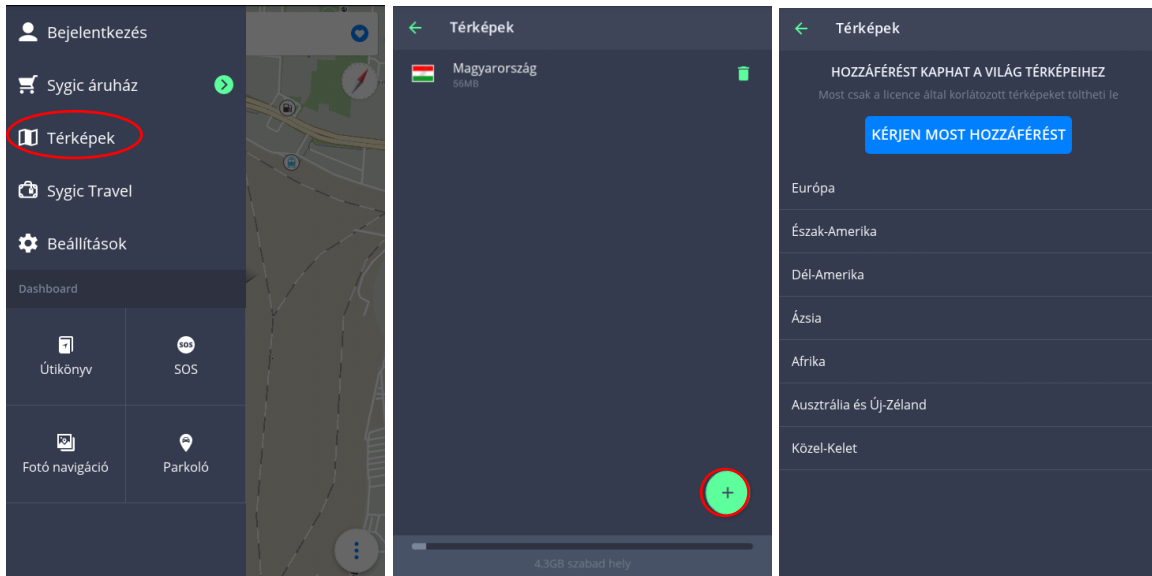 Bejelentkezés
Sygic áruház
Térképek
Sygic Travel
Beállítások
Dashboard
Útikönyv
SOS
SOS
Fotó navigáció
Parkoló
Térképek
Magyarország
56MB
4.3GB szabad hely
Térképek
HOZZÁFÉRÉST KAPHAT A VILÁG TÉRKÉPEIHEZ
Most csak a licence által korlátozott térképeket töltheti le
KÉRJEN MOST HOZZÁFÉRÉST
Európa
Észak-Amerika
Dél-Amerika
Ázsia
Afrika
Ausztrália és Új-Zéland
Közel-Kelet